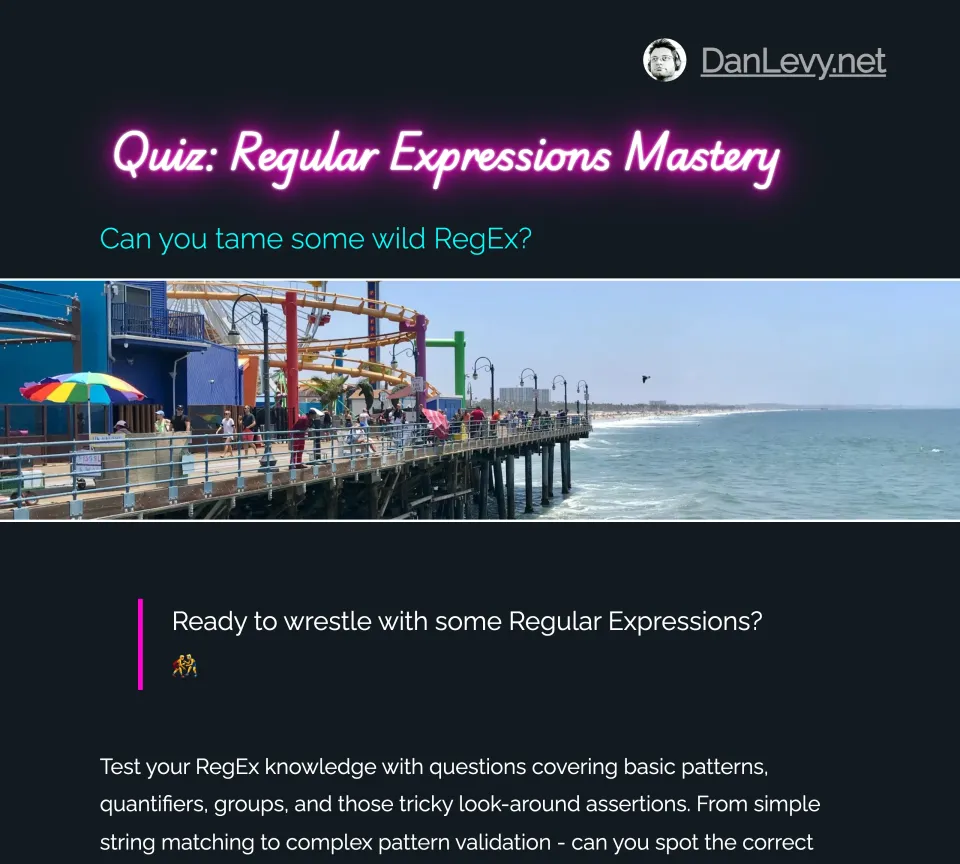 DanLevy.net
Quiz: Regular Expressions Mastery
Can you tame some wild RegEx?
Ready to wrestle with some Regular Expressions?
🤼
Test your RegEx knowledge with questions covering basic patterns,
quantifiers, groups, and those tricky look-around assertions. From simple
string matching to complex pattern validation - can you spot the correct